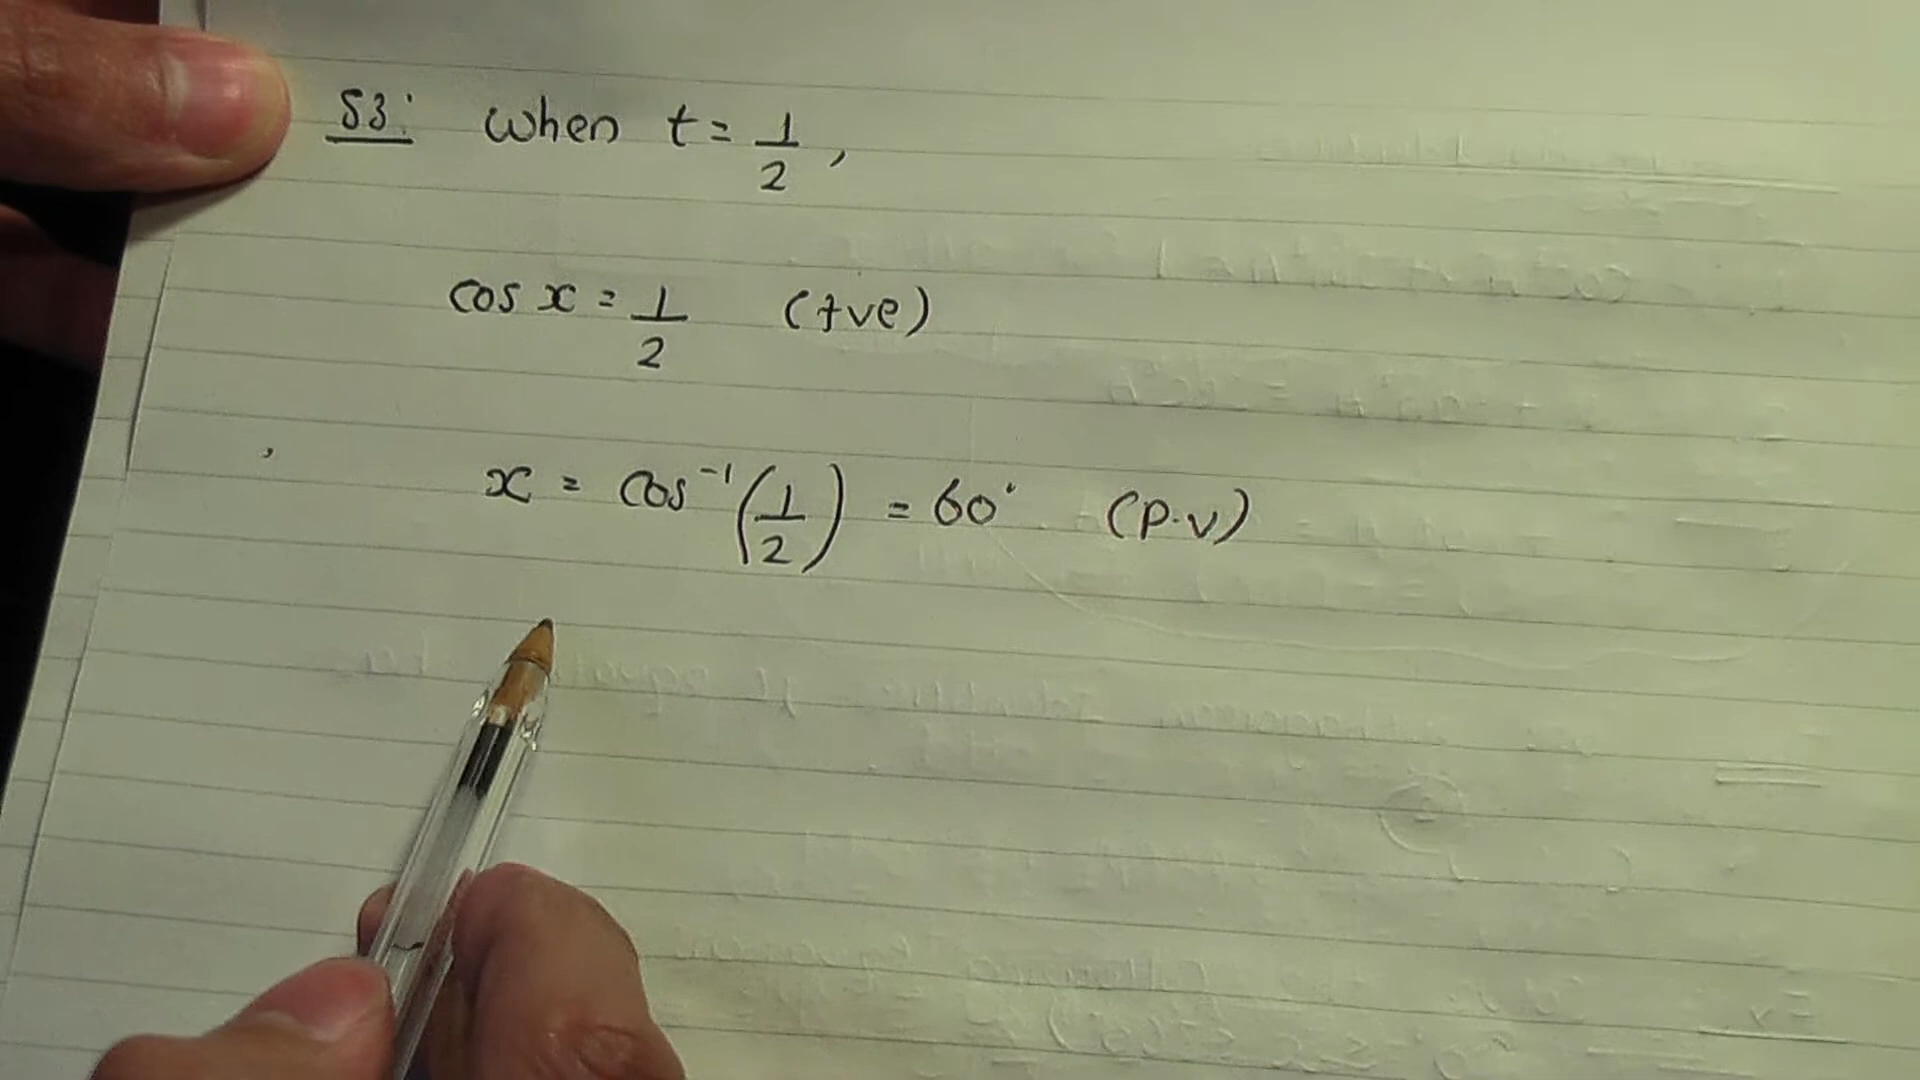 S3: When t = 1/2,
cos x = 1/2 (+ve)
x = cos⁻¹(1/2) = 60° (p.v)